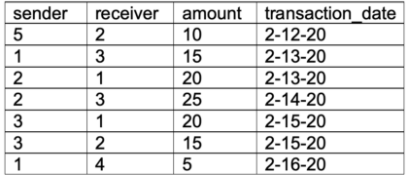 sender receiver amount transaction_date
5 2 10 2-12-20
1 3 15 2-13-20
2 1 20 2-13-20
2 3 25 2-14-20
3 1 20 2-15-20
3 2 15 2-15-20
1 4 5 2-16-20